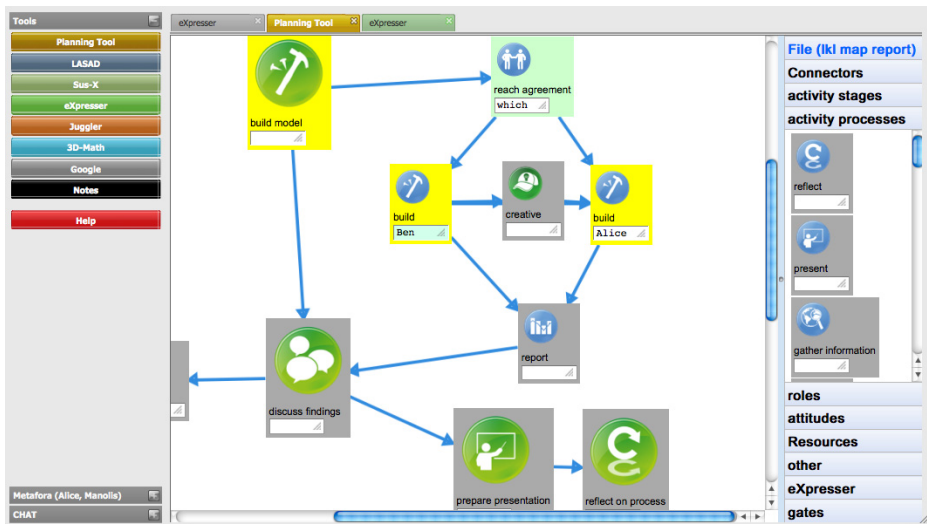 Tools
Planning Tool
LASAD
Sus-X
eXpresser
Juggler
3D-Math
Google
Notes
Help
Metafora (Alice, Manolis)
CHAT
eXpresser
Planning Tool
eXpresser
build model
reach agreement
which
build
Ben
creative
build
Alice
report
discuss findings
prepare presentation
reflect on process
File (lkl map report)
Connectors
activity stages
activity processes
reflect
present
gather information
roles
attitudes
Resources
other
eXpresser
gates